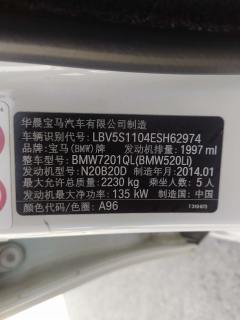 华晨宝马汽车有限公司制造
车辆识别代号: LBV5S1104ESH62974
品牌: 宝马(BMW)牌 发动机排量: 1997 ml
整车型号: BMW7201QL(BMW520Li)
发动机型号: N20B20D 制造年月: 2014.01
最大允许总质量: 2230 kg 乘坐人数: 5 人
发动机最大净功率: 135 kW 制造国: 中国
颜色代码/色圈: A96